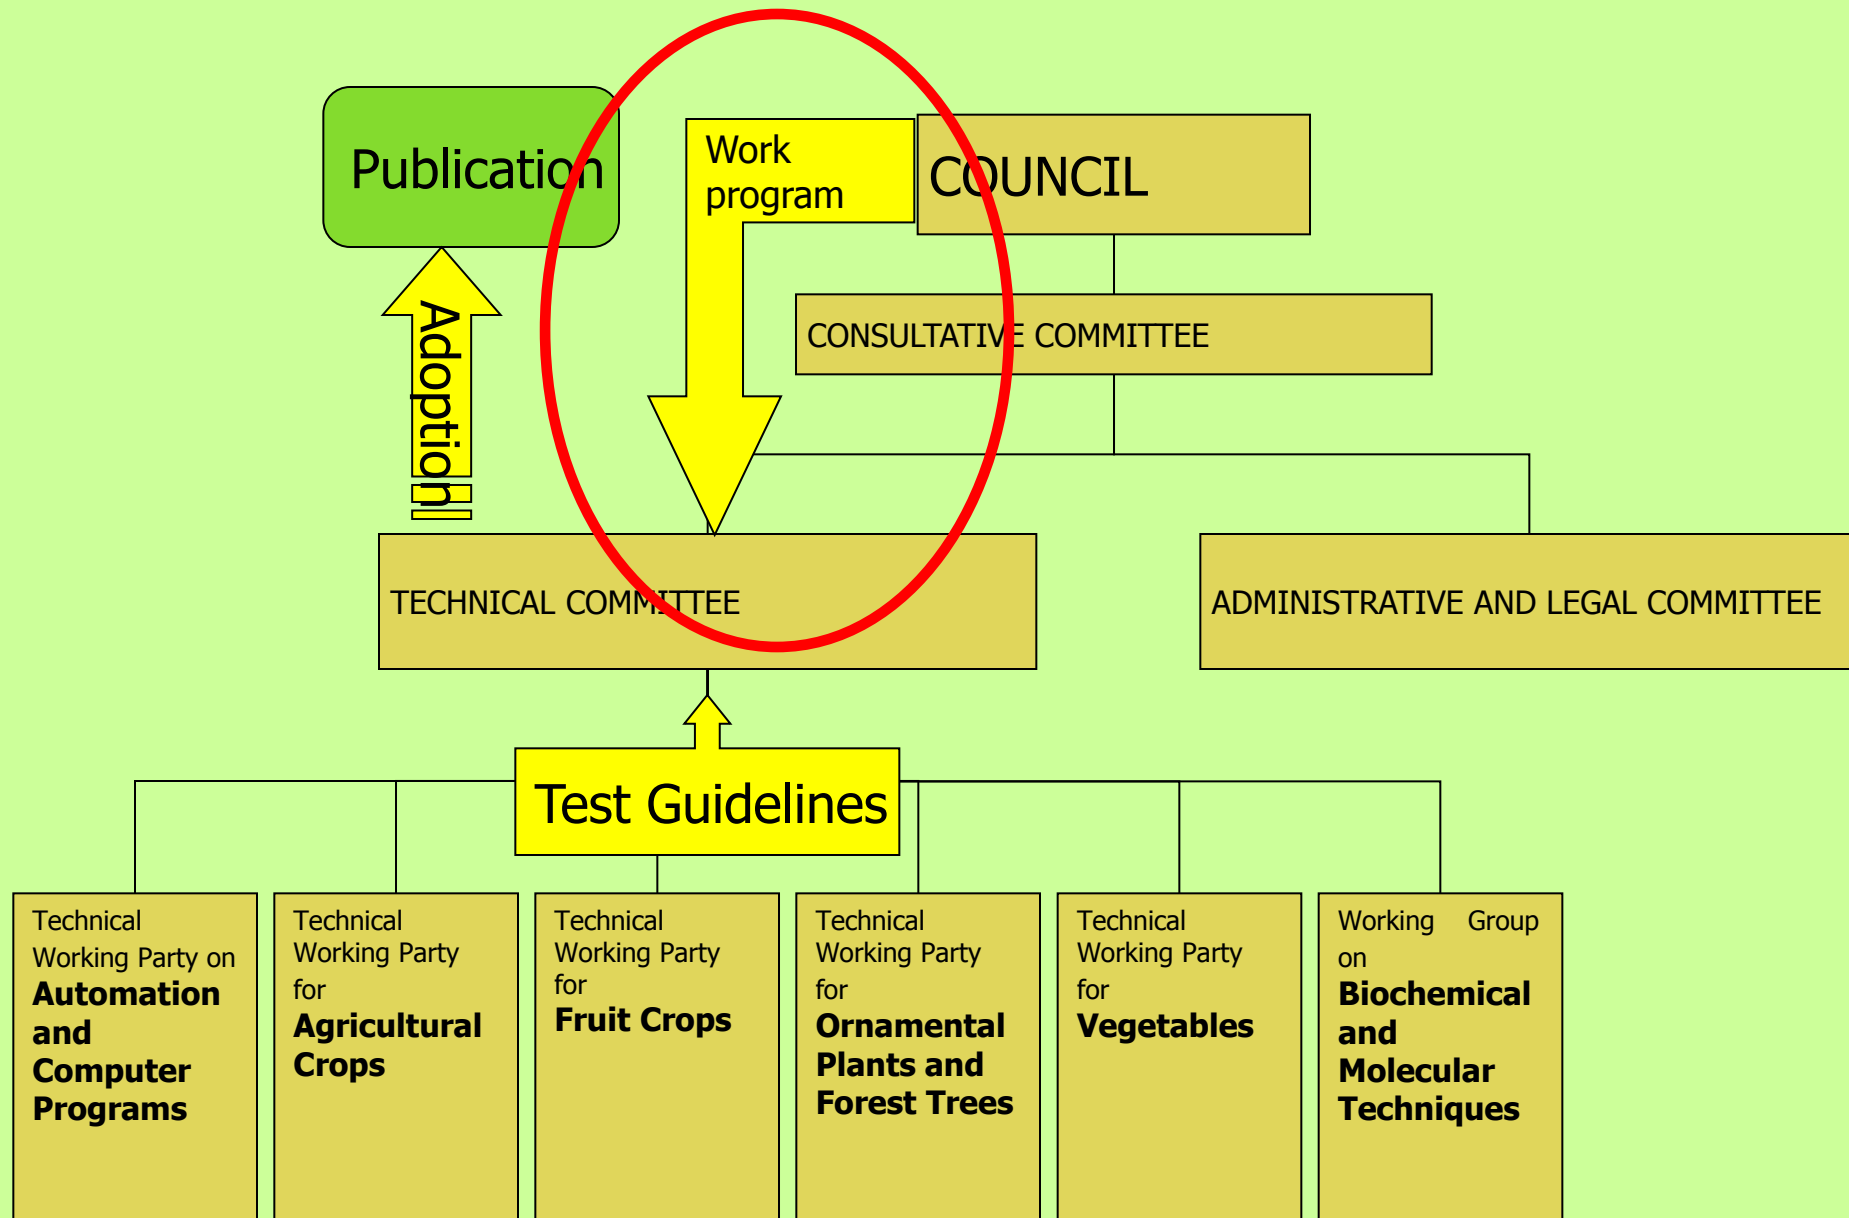 Publication
Work
program
COUNCIL
Adoption
CONSULTATIVE COMMITTEE
TECHNICAL COMMITTEE
ADMINISTRATIVE AND LEGAL COMMITTEE
Test Guidelines
Technical
Working Party on
Automation
and
Computer
Programs
Technical
Working Party
for
Agricultural
Crops
Technical
Working Party
for
Fruit Crops
Technical
Working Party
for
Ornamental
Plants and
Forest Trees
Technical
Working Party
for
Vegetables
Working Group
on
Biochemical
and
Molecular
Techniques